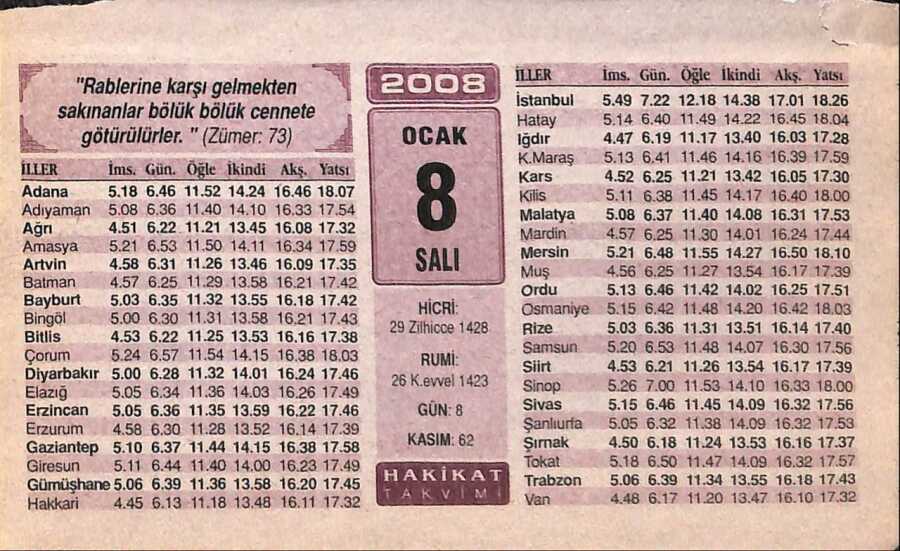 "Rablerine karşı gelmekten
sakınanlar bölük bölük cennete
götürülürler. " (Zümer: 73)
İLLER İms. Gün. Öğle İkindi Akş. Yatsı
Adana 5.18 6.46 11.52 14.24 16.46 18.07
Adıyaman 5.08 6.36 11.40 14.10 16.33 17.54
Ağrı 4.51 6.22 11.21 13.45 16.08 17.32
Amasya 5.21 6.53 11.50 14.11 16.34 17.59
Artvin 4.58 6.31 11.26 13.46 16.09 17.35
Batman 4.57 6.25 11.29 13.58 16.21 17.42
Bayburt 5.03 6.35 11.32 13.55 16.18 17.42
Bingöl 5.00 6.30 11.31 13.58 16.21 17.43
Bitlis 4.53 6.22 11.25 13.53 16.16 17.38
Çorum 5.24 6.57 11.54 14.15 16.38 18.03
Diyarbakır 5.00 6.28 11.32 14.01 16.24 17.46
Elazığ 5.05 6.34 11.36 14.03 16.26 17.49
Erzincan 5.05 6.36 11.35 13.59 16.22 17.46
Erzurum 4.58 6.30 11.28 13.52 16.14 17.39
Gaziantep 5.10 6.37 11.44 14.15 16.38 17.58
Giresun 5.11 6.44 11.40 14.00 16.23 17.49
Gümüşhane 5.06 6.39 11.36 13.58 16.20 17.45
Hakkari 4.45 6.13 11.18 13.48 16.11 17.32
2008
OCAK
8
SALI
HİCRİ:
29 Zilhicce 1428
RUMİ:
26 K.evvel 1423
GÜN: 8
KASIM: 62
HAKİKAT
TAKVİMİ
İLLER İms. Gün. Öğle İkindi Akş. Yatsı
İstanbul 5.49 7.22 12.18 14.38 17.01 18.26
Hatay 5.14 6.40 11.49 14.22 16.45 18.04
Iğdır 4.47 6.19 11.17 13.40 16.03 17.28
K.Maraş 5.13 6.41 11.46 14.16 16.39 17.59
Kars 4.52 6.25 11.21 13.42 16.05 17.30
Kilis 5.11 6.38 11.45 14.17 16.40 18.00
Malatya 5.08 6.37 11.40 14.08 16.31 17.53
Mardin 4.57 6.25 11.30 14.01 16.24 17.44
Mersin 5.21 6.48 11.55 14.27 16.50 18.10
Muş 4.56 6.25 11.27 13.54 16.17 17.39
Ordu 5.13 6.46 11.42 14.02 16.25 17.51
Osmaniye 5.15 6.42 11.48 14.20 16.42 18.03
Rize 5.03 6.36 11.31 13.51 16.14 17.40
Samsun 5.20 6.53 11.48 14.07 16.30 17.56
Siirt 4.53 6.21 11.26 13.54 16.17 17.39
Sinop 5.26 7.00 11.53 14.10 16.33 18.00
Sivas 5.15 6.46 11.45 14.09 16.32 17.56
Şanlıurfa 5.05 6.32 11.38 14.09 16.32 17.53
Şırnak 4.50 6.18 11.24 13.53 16.16 17.37
Tokat 5.18 6.50 11.47 14.09 16.32 17.57
Trabzon 5.06 6.39 11.34 13.55 16.18 17.43
Van 4.48 6.17 11.20 13.47 16.10 17.32